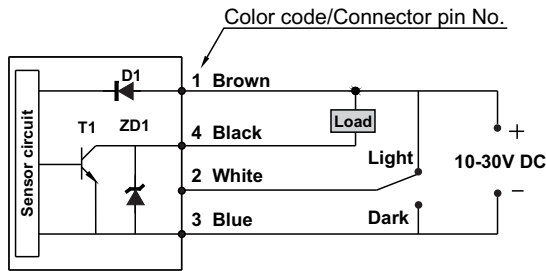 Color code/Connector pin No.
D1
1 Brown
T1
ZD1
4 Black
Load
+
Sensor circuit
2 White
Light
10-30V DC
−
3 Blue
Dark